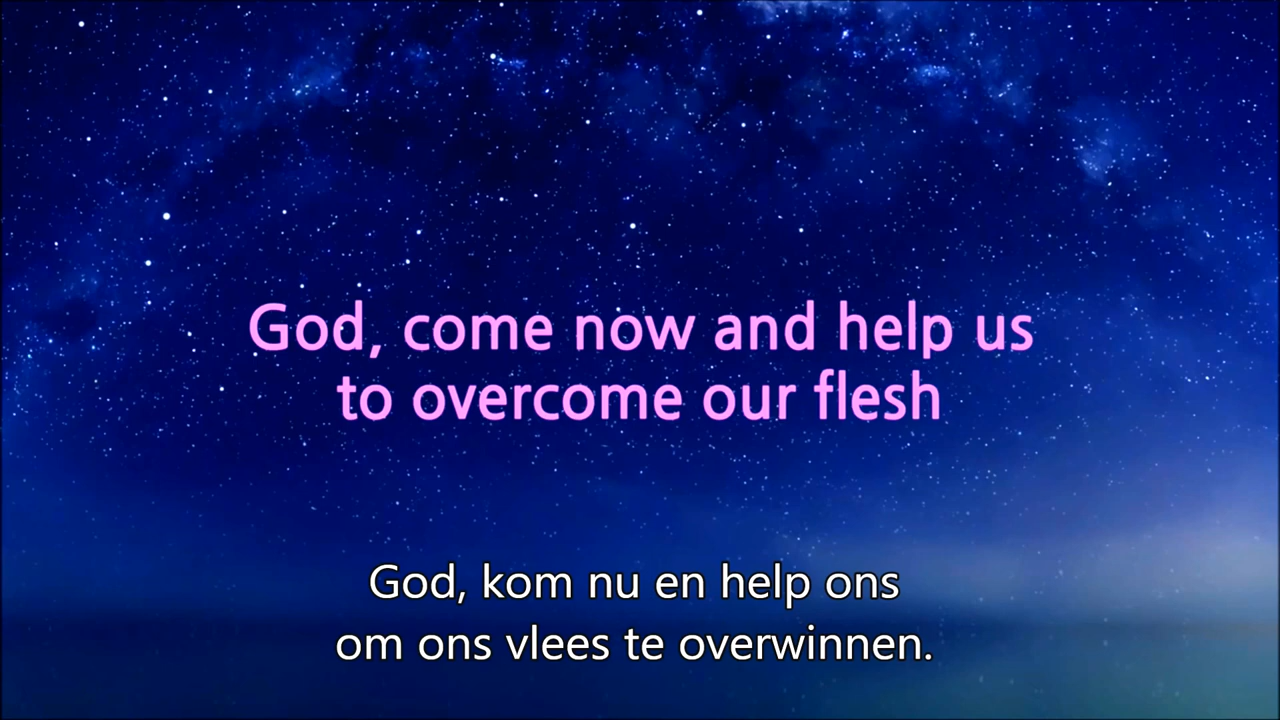 God, come now and help us
to overcome our flesh
God, kom nu en help ons
om ons vlees te overwinnen.